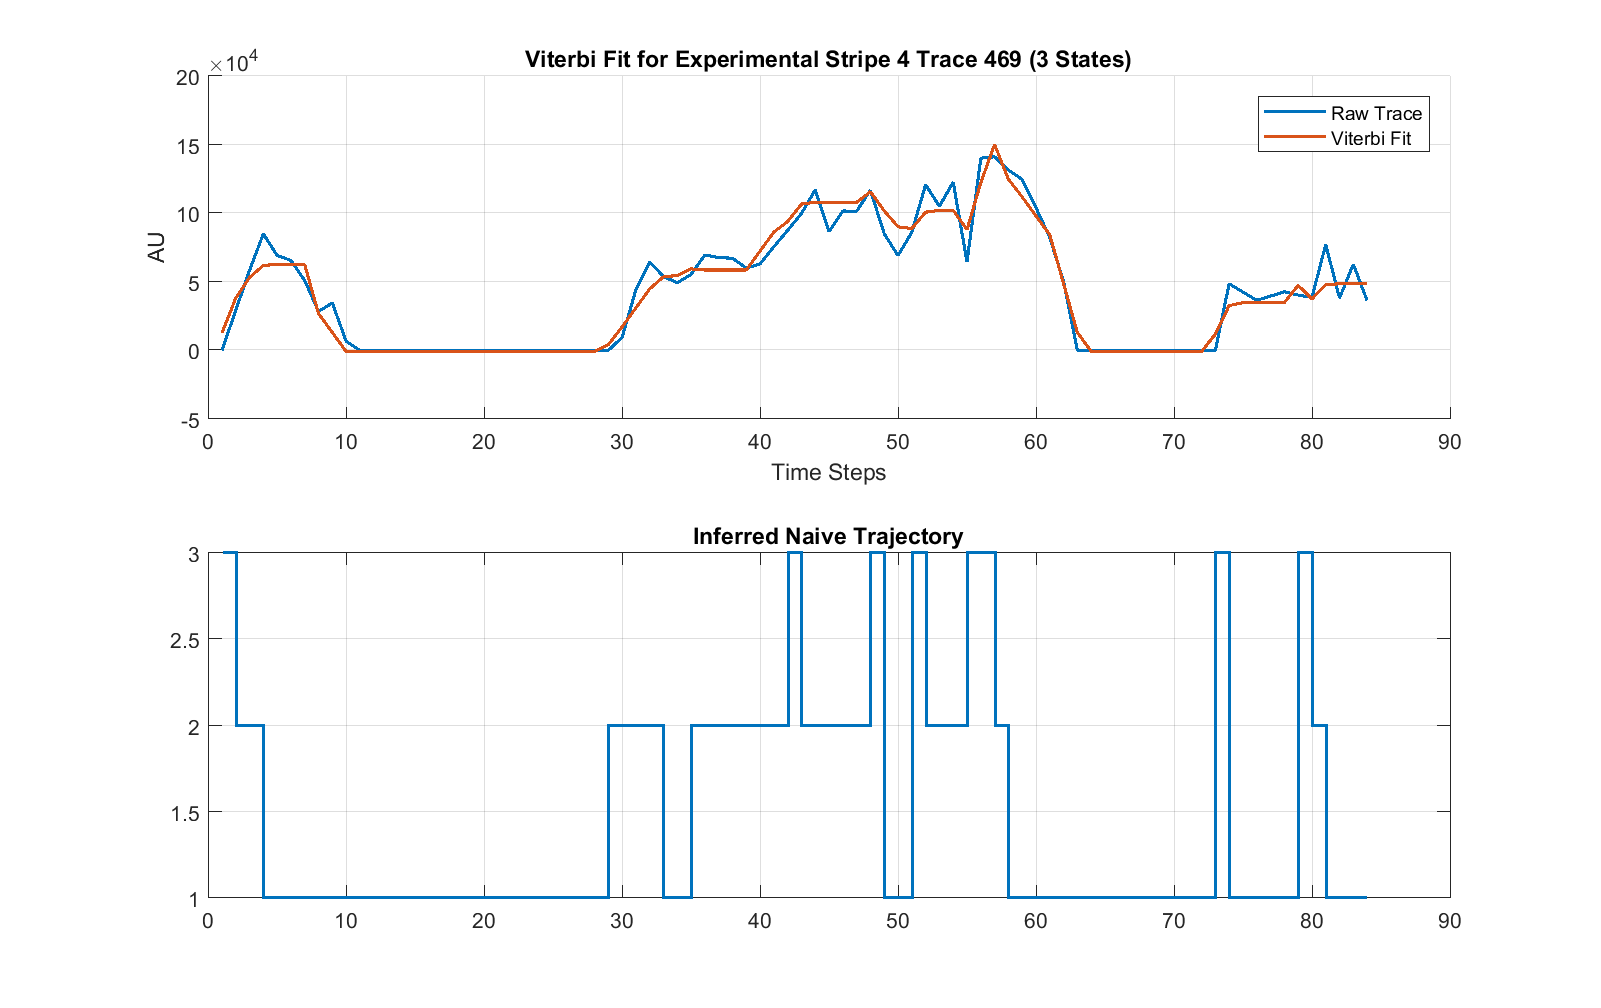 Viterbi Fit for Experimental Stripe 4 Trace 469 (3 States)
×10⁴
20
15
10
5
0
-5
AU
Raw Trace
Viterbi Fit
0 10 20 30 40 50 60 70 80 90
Time Steps
Inferred Naive Trajectory
3
2.5
2
1.5
1
0 10 20 30 40 50 60 70 80 90